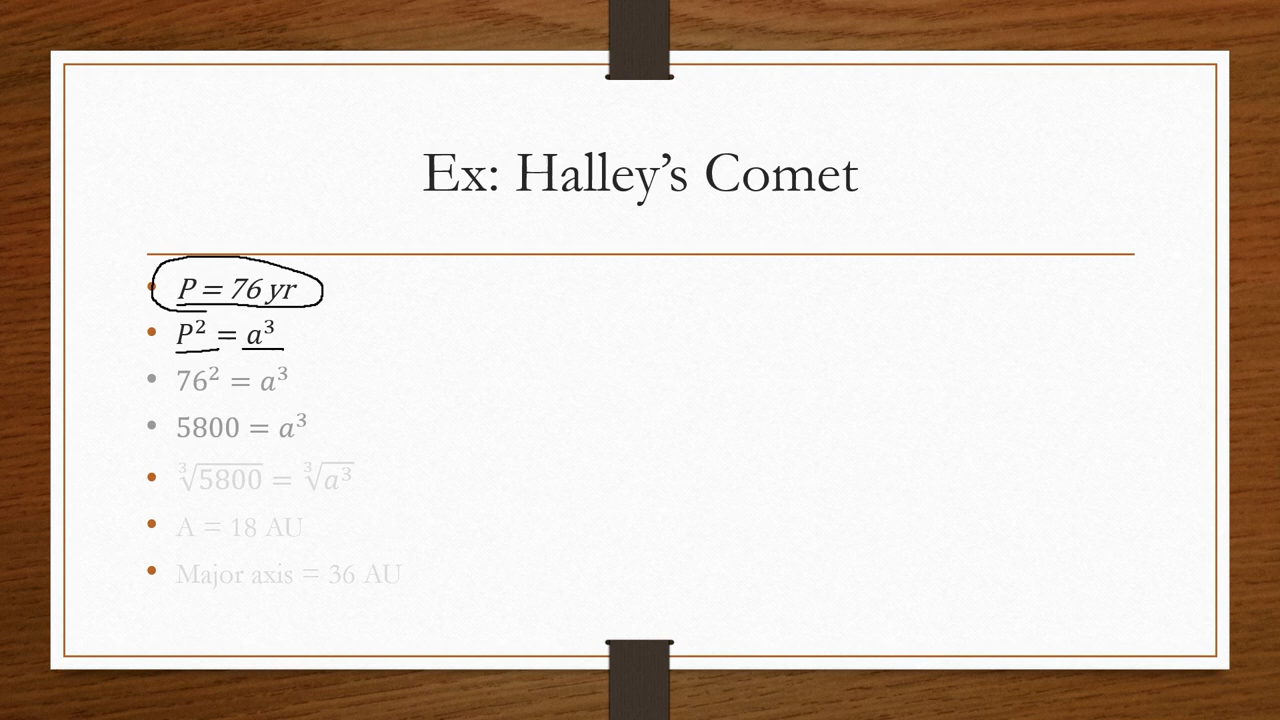 Ex: Halley’s Comet
• P = 76 yr
• P² = a³
• 76² = a³
• 5800 = a³
• ∛5800 = ∛a³
• A = 18 AU
• Major axis = 36 AU